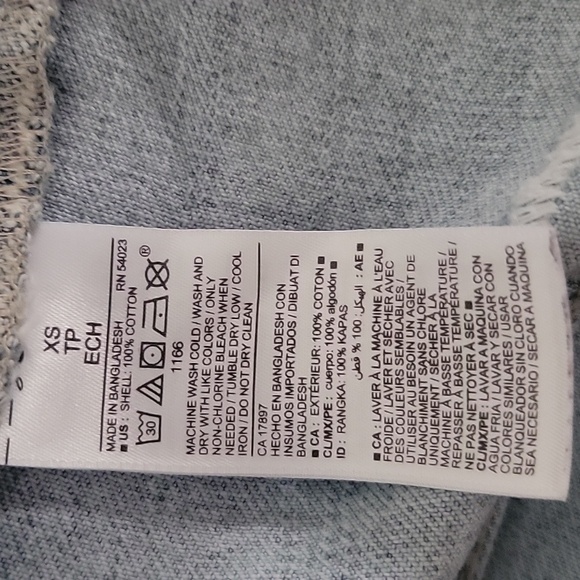 XS
TP
ECH
MADE IN BANGLADESH RN 54023
■ US : SHELL: 100% COTTON
30 ®
1166
MACHINE WASH COLD / WASH AND
DRY WITH LIKE COLORS / ONLY
NON-CHLORINE BLEACH WHEN
NEEDED / TUMBLE DRY LOW / COOL
IRON / DO NOT DRY CLEAN
CA 17897
HECHO EN BANGLADESH CON
INSUMOS IMPORTADOS / DIBUAT DI
BANGLADESH
■ CA : EXTÉRIEUR: 100% COTON ■
CL/MX/PE : cuerpo: 100% algodón ■
ID : RANGKA: 100% KAPAS
■ AE : الهيكل: 100 % قطن
■ CA : LAVER À LA MACHINE À L'EAU
FROIDE / LAVER ET SÉCHER AVEC
DES COULEURS SEMBLABLES /
UTILISER AU BESOIN UN AGENT DE
BLANCHIMENT SANS CHLORE
UNIQUEMENT / SÉCHER À LA
MACHINE À BASSE TEMPÉRATURE /
REPASSER À BASSE TEMPÉRATURE /
NE PAS NETTOYER À SEC ■
CL/MX/PE : LAVAR A MAQUINA CON
AGUA FRIA / LAVAR Y SECAR CON
COLORES SIMILARES / USAR
BLANQUEADOR SIN CLORO CUANDO
SEA NECESARIO / SECAR A MAQUINA